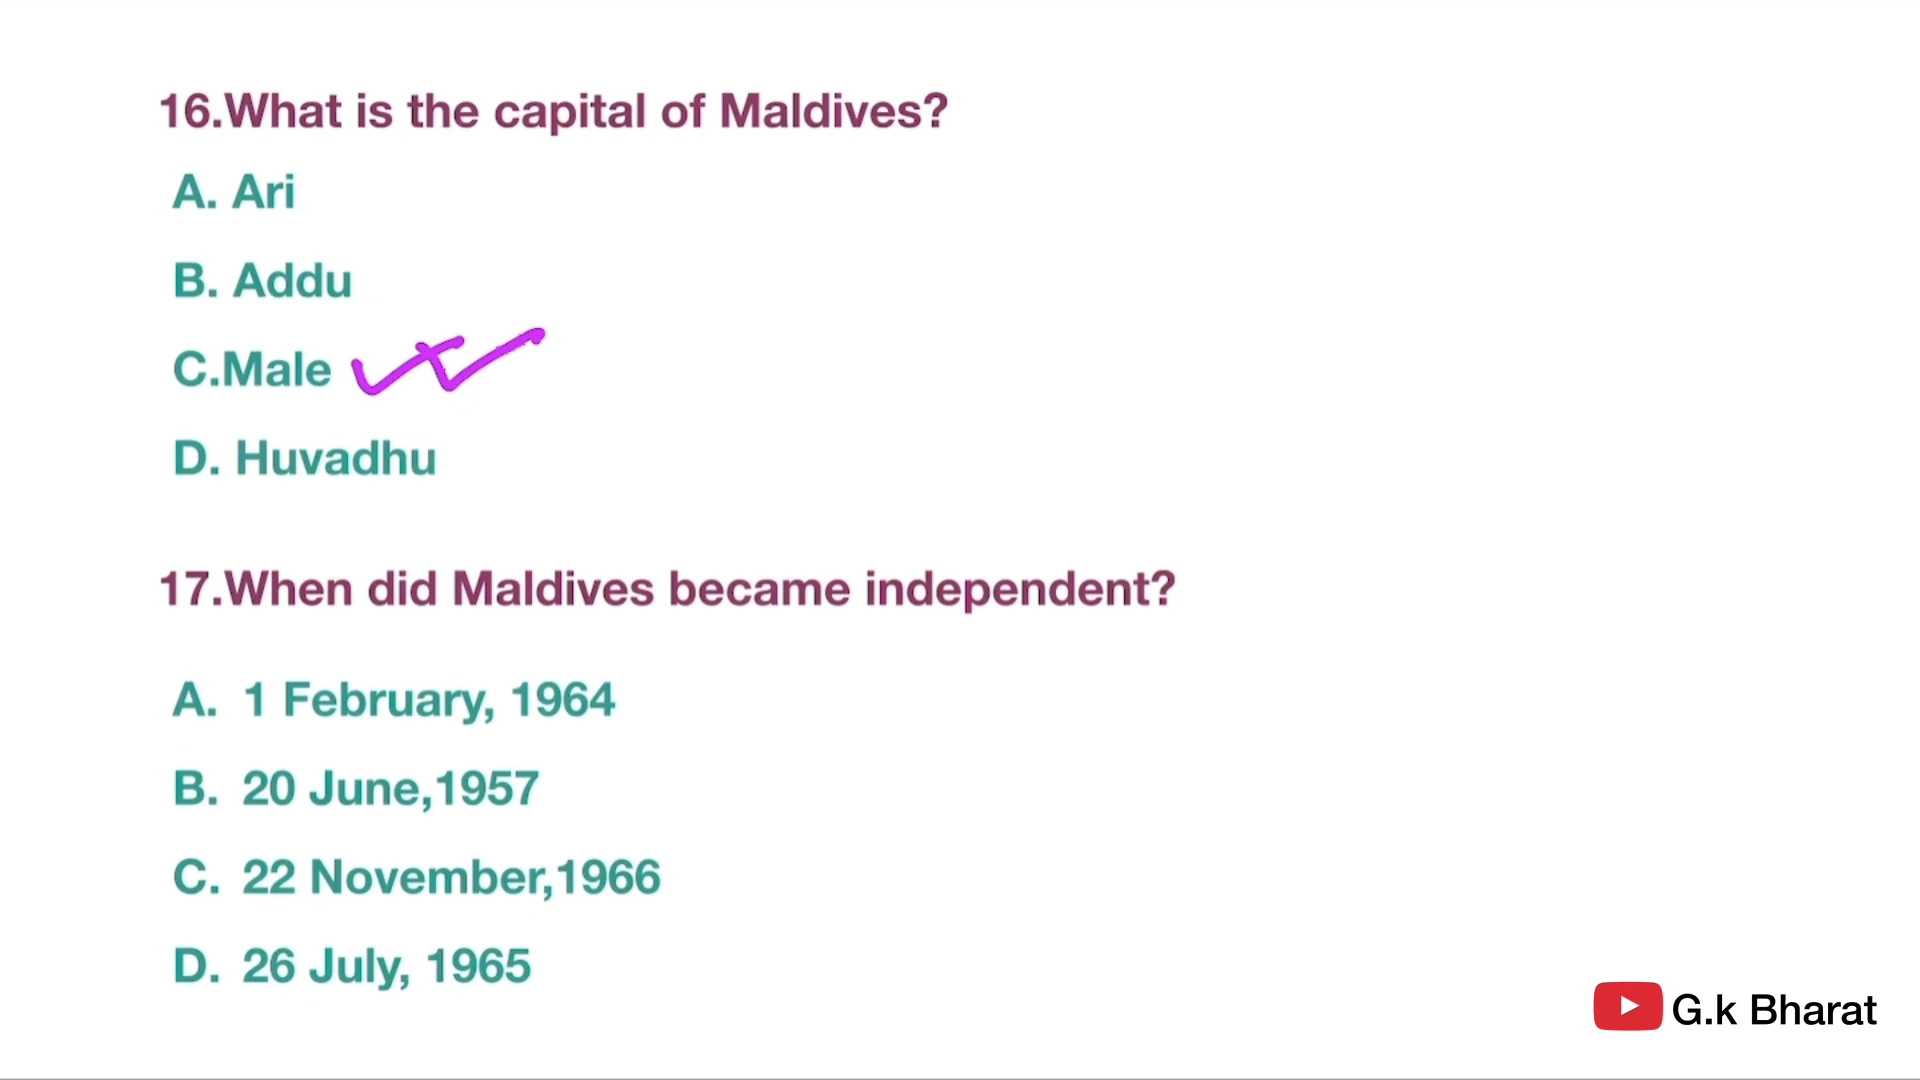 16.What is the capital of Maldives?
A. Ari
B. Addu
C.Male
D. Huvadhu
17.When did Maldives became independent?
A. 1 February, 1964
B. 20 June,1957
C. 22 November,1966
D. 26 July, 1965
G.k Bharat